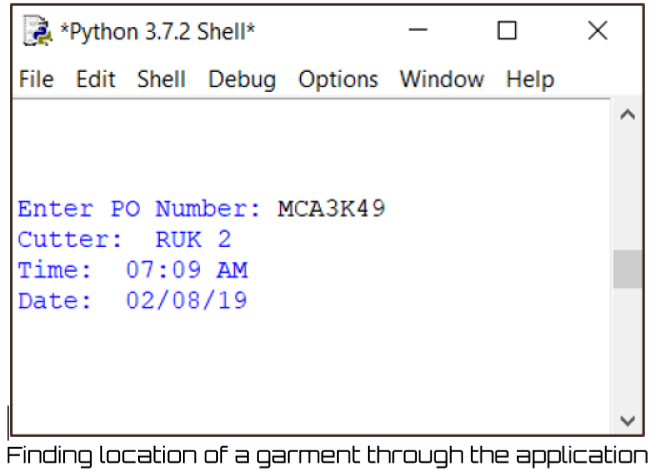 *Python 3.7.2 Shell*
File Edit Shell Debug Options Window Help
Enter PO Number: MCA3K49
Cutter:  RUK 2
Time:  07:09 AM
Date:  02/08/19
Finding location of a garment through the application